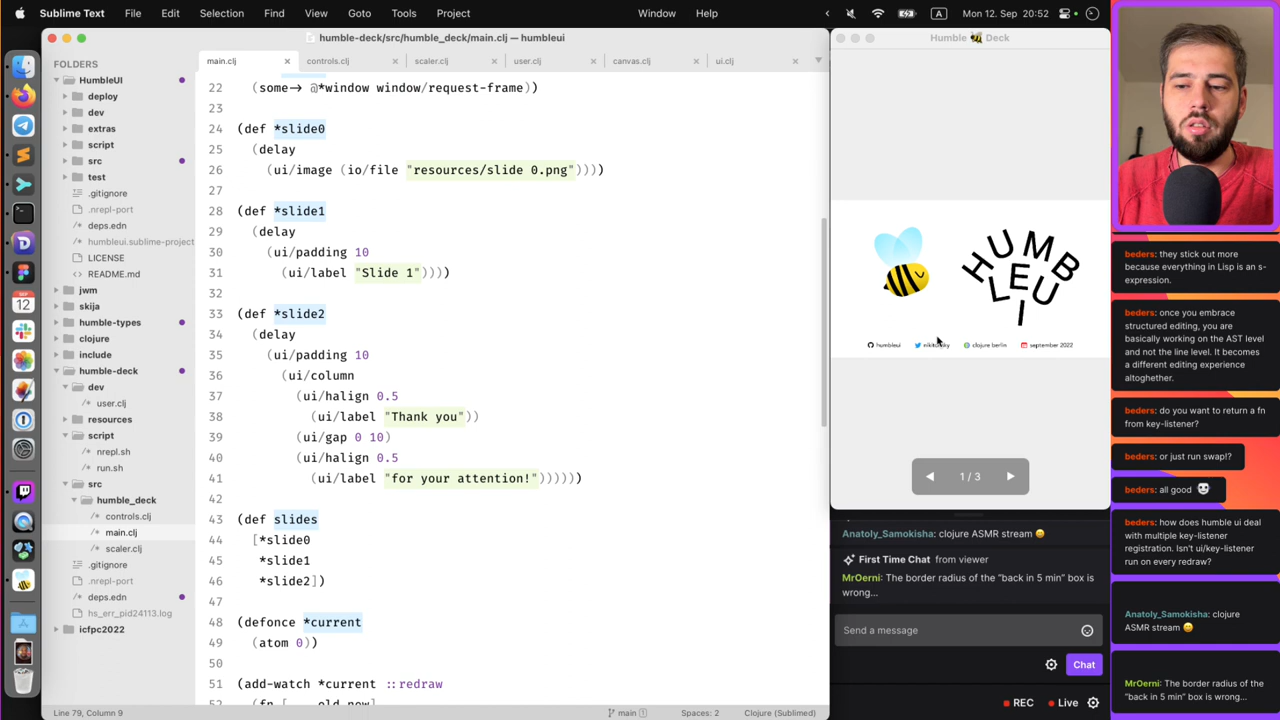 Sublime Text File Edit Selection Find View Goto Tools Project Window Help
A Mon 12. Sep 20:52
humble-deck/src/humble_deck/main.clj — humbleui
Humble 🐝 Deck
FOLDERS
HumbleUI
deploy
dev
extras
script
src
test
.gitignore
.nrepl-port
deps.edn
humbleui.sublime-project
LICENSE
README.md
jwm
skija
humble-types
clojure
include
humble-deck
dev
user.clj
resources
script
nrepl.sh
run.sh
src
humble_deck
controls.clj
main.clj
scaler.clj
.gitignore
.nrepl-port
deps.edn
hs_err_pid24113.log
icfpc2022
SEP
12
main.clj controls.clj scaler.clj user.clj canvas.clj ui.clj
22 (some-> @*window window/request-frame))
23
24 (def *slide0
25 (delay
26 (ui/image (io/file "resources/slide 0.png"))))
27
28 (def *slide1
29 (delay
30 (ui/padding 10
31 (ui/label "Slide 1"))))
32
33 (def *slide2
34 (delay
35 (ui/padding 10
36 (ui/column
37 (ui/halign 0.5
38 (ui/label "Thank you"))
39 (ui/gap 0 10)
40 (ui/halign 0.5
41 (ui/label "for your attention!"))))))
42
43 (def slides
44 [*slide0
45 *slide1
46 *slide2])
47
48 (defonce *current
49 (atom 0))
50
51 (add-watch *current ::redraw
52 (fn [_ _ old new]
Line 79, Column 9
main 1
Spaces: 2
Clojure (Sublimed)
HUMB
LEU
I
humbleui
clojure berlin
september 2022
1 / 3
Anatoly_Samokisha: clojure ASMR stream 😄
First Time Chat from viewer
MrOerni: The border radius of the "back in 5 min" box is
wrong...
Send a message
Chat
REC Live
beders: they stick out more
because everything in Lisp is an s-
expression.
beders: once you embrace
structured editing, you are
basically working on the AST level
and not the line level. It becomes
a different editing experience
altoghether.
beders: do you want to return a fn
from key-listener?
beders: or just run swap!?
beders: all good
beders: how does humble ui deal
with multiple key-listener
registration. Isn't ui/key-listener
run on every redraw?
Anatoly_Samokisha: clojure
ASMR stream 😄
MrOerni: The border radius of the
"back in 5 min" box is wrong...